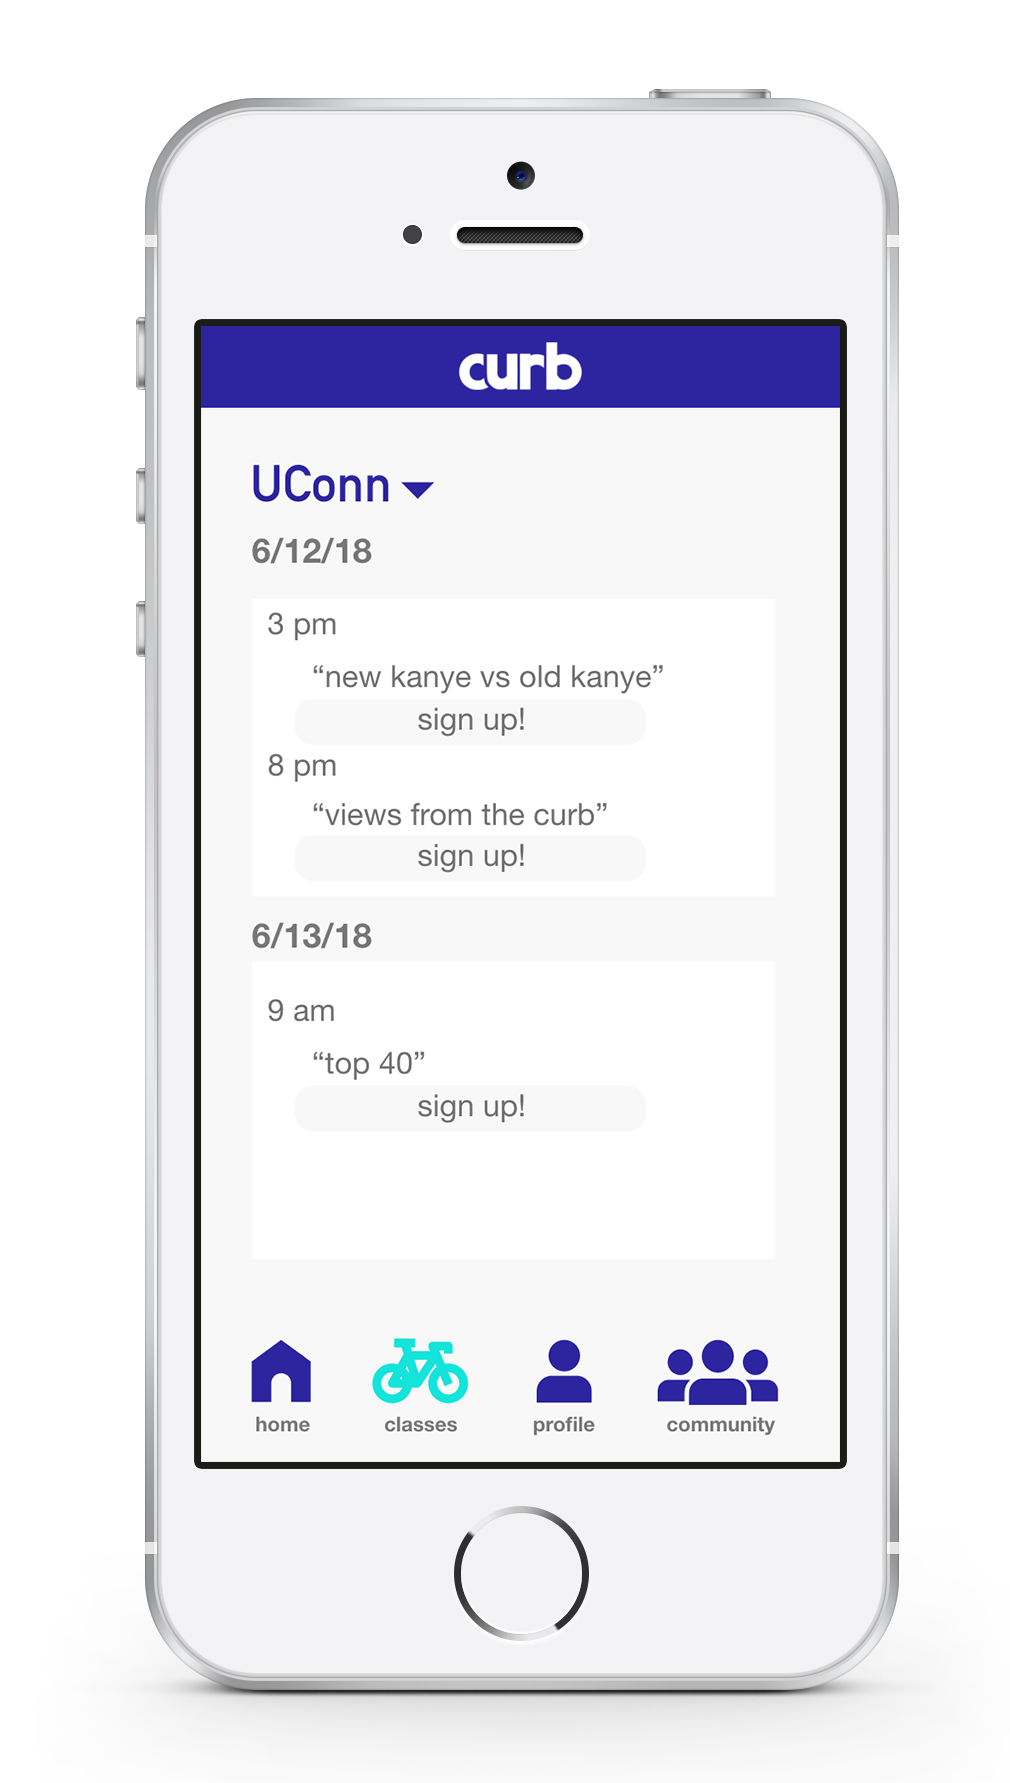 curb
UConn
6/12/18
3 pm
“new kanye vs old kanye”
sign up!
8 pm
“views from the curb”
sign up!
6/13/18
9 am
“top 40”
sign up!
home classes profile community